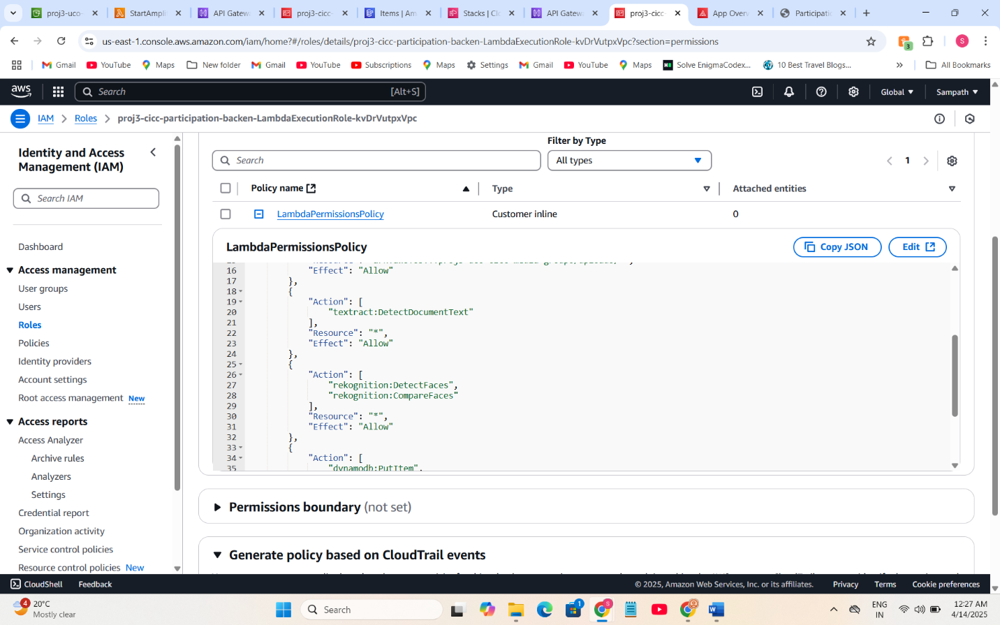 proj3-uco-
StartAmpli
API Gatew
proj3-cicc-
Items | Am
Stacks | Cl
API Gatew
proj3-cicc-
App Over
Participati
us-east-1.console.aws.amazon.com/iam/home?#/roles/details/proj3-cicc-participation-backen-LambdaExecutionRole-kvDrVutpxVpc?section=permissions
3
S
Gmail
YouTube
Maps
New folder
Gmail
YouTube
Subscriptions
Maps
Settings
Gmail
YouTube
Maps
Solve EnigmaCodex...
10 Best Travel Blogs...
All Bookmarks
aws
Search
[Alt+S]
Global
Sampath
IAM
Roles
proj3-cicc-participation-backen-LambdaExecutionRole-kvDrVutpxVpc
Identity and Access
Management (IAM)
Search IAM
Dashboard
Access management
User groups
Users
Roles
Policies
Identity providers
Account settings
Root access management New
Access reports
Access Analyzer
Archive rules
Analyzers
Settings
Credential report
Organization activity
Service control policies
Resource control policies New
Filter by Type
Search
All types
1
Policy name
Type
Attached entities
LambdaPermissionsPolicy
Customer inline
0
LambdaPermissionsPolicy
Copy JSON
Edit
16 "Effect": "Allow"
17 },
18 {
19 "Action": [
20 "textract:DetectDocumentText"
21 ],
22 "Resource": "*",
23 "Effect": "Allow"
24 },
25 {
26 "Action": [
27 "rekognition:DetectFaces",
28 "rekognition:CompareFaces"
29 ],
30 "Resource": "*",
31 "Effect": "Allow"
32 },
33 {
34 "Action": [
35 "dynamodb:PutItem",
Permissions boundary (not set)
Generate policy based on CloudTrail events
CloudShell
Feedback
© 2025, Amazon Web Services, Inc. or its affiliates.
Privacy
Terms
Cookie preferences
4
20°C
Mostly clear
Search
1
S
ENG
IN
12:27 AM
4/14/2025